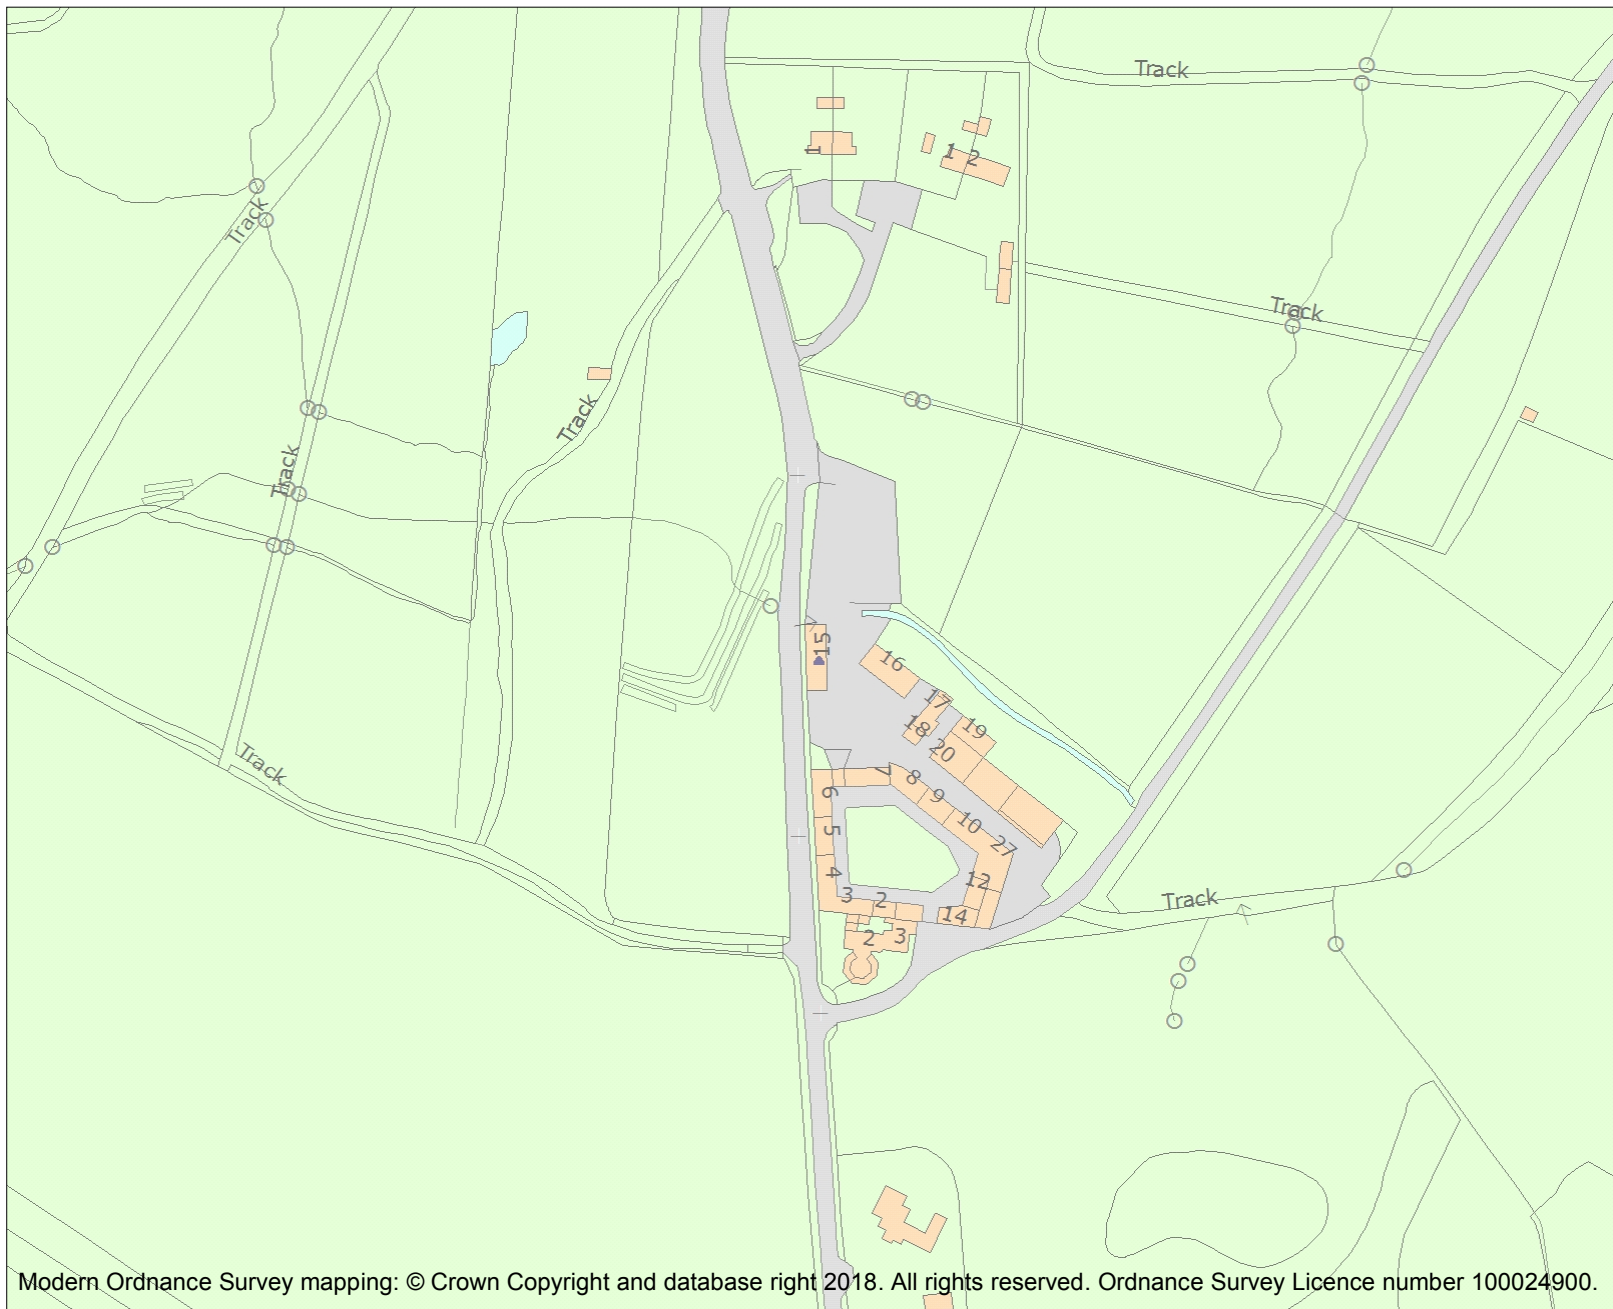 Track
1
1 2
Track
Track
Track
Track
15
16
17
18
19
20
Track
7
8
6
9
5
10
27
4
12
3
2
14
Track
2
3
Modern Ordnance Survey mapping: © Crown Copyright and database right 2018. All rights reserved. Ordnance Survey Licence number 100024900.